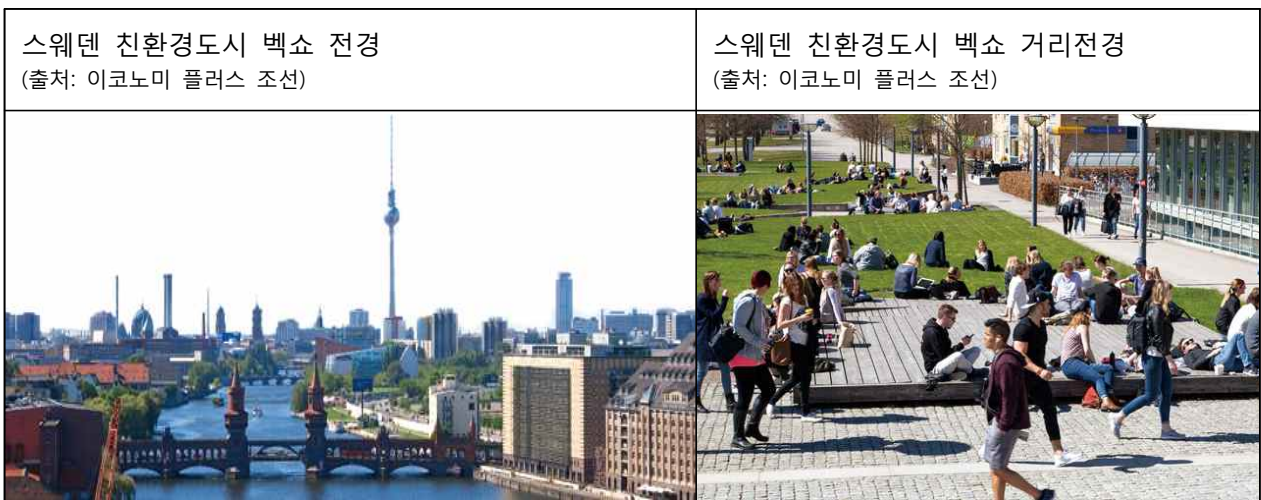 스웨덴 친환경도시 벡쇼 전경
(출처: 이코노미 플러스 조선)
스웨덴 친환경도시 벡쇼 거리전경
(출처: 이코노미 플러스 조선)